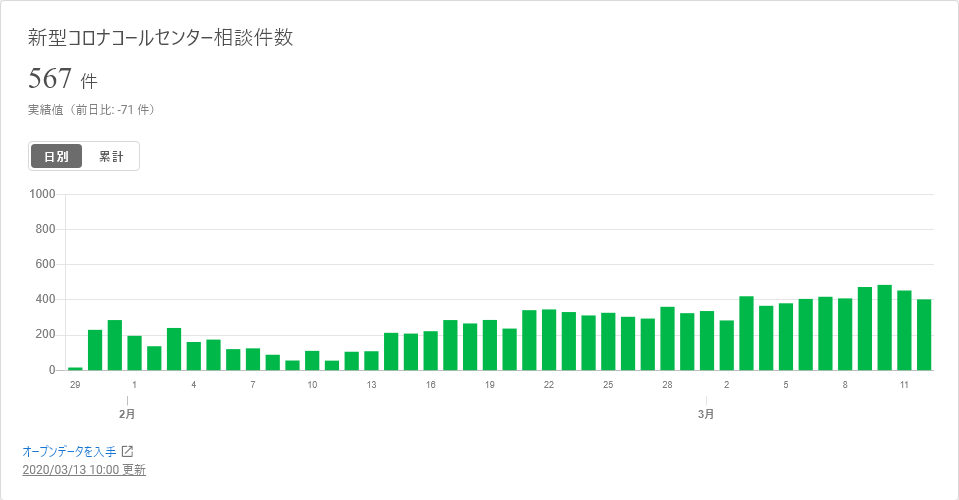 新型コロナコールセンター相談件数
567 件
実績値（前日比: -71 件）
日別 累計
1000
800
600
400
200
0
29 1 4 7 10 13 16 19 22 25 28 2 5 8 11
2月 3月
オープンデータを入手
2020/03/13 10:00 更新